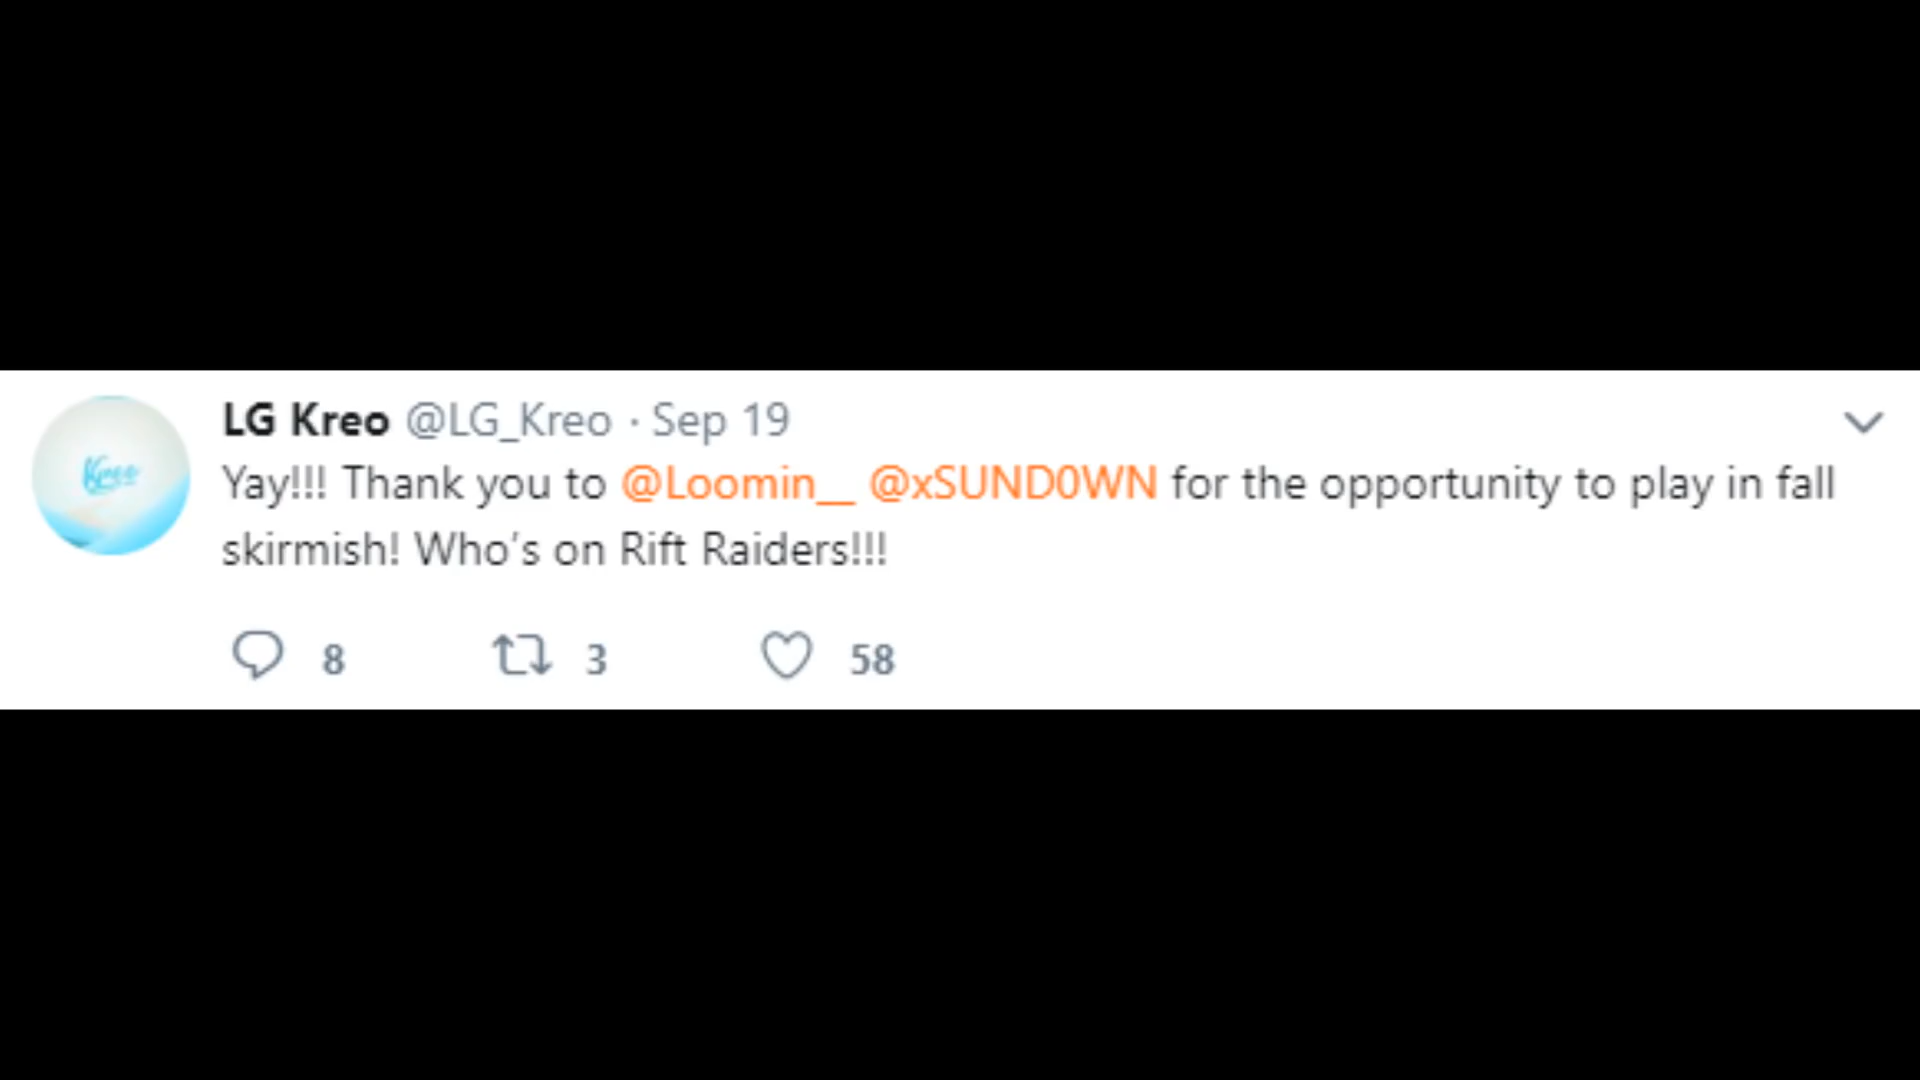 LG Kreo @LG_Kreo · Sep 19
Yay!!! Thank you to @Loomin__ @xSUND0WN for the opportunity to play in fall
skirmish! Who's on Rift Raiders!!!
8 3 58
Kreo